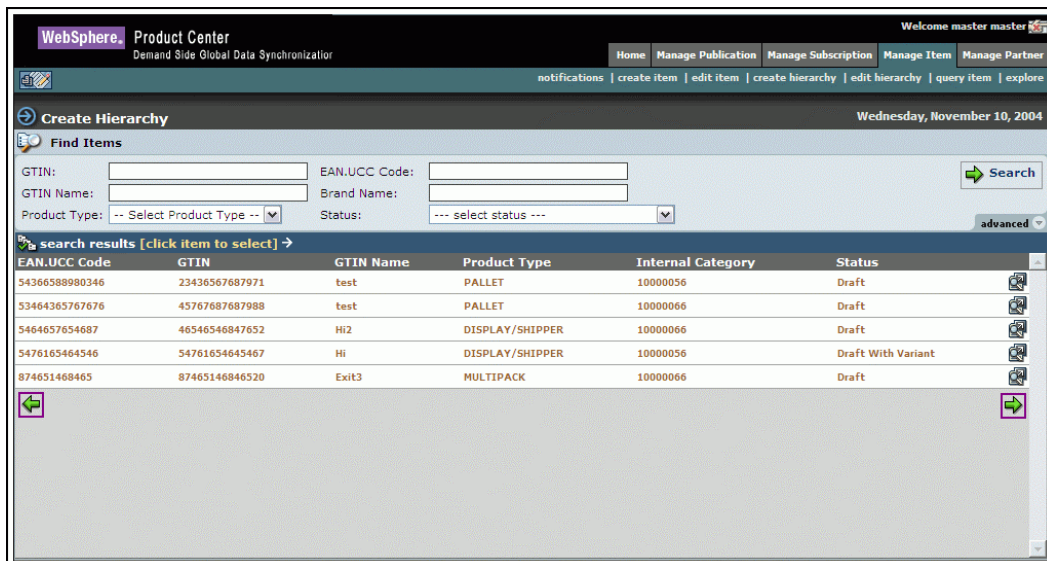 Welcome master master
WebSphere. Product Center
Demand Side Global Data Synchronization
Home Manage Publication Manage Subscription Manage Item Manage Partner
notifications | create item | edit item | create hierarchy | edit hierarchy | query item | explore
Create Hierarchy Wednesday, November 10, 2004
Find Items
GTIN: EAN.UCC Code: Search
GTIN Name: Brand Name:
Product Type: -- Select Product Type -- Status: --- select status ---
advanced
search results [click item to select]
EAN.UCC Code GTIN GTIN Name Product Type Internal Category Status
54366588980346 23436567687971 test PALLET 10000056 Draft
53464365767676 45767687687988 test PALLET 10000066 Draft
5464657654687 46546546847652 Hi2 DISPLAY/SHIPPER 10000066 Draft
5476165464546 54761654645467 Hi DISPLAY/SHIPPER 10000056 Draft With Variant
874651468465 87465146846520 Exit3 MULTIPACK 10000066 Draft